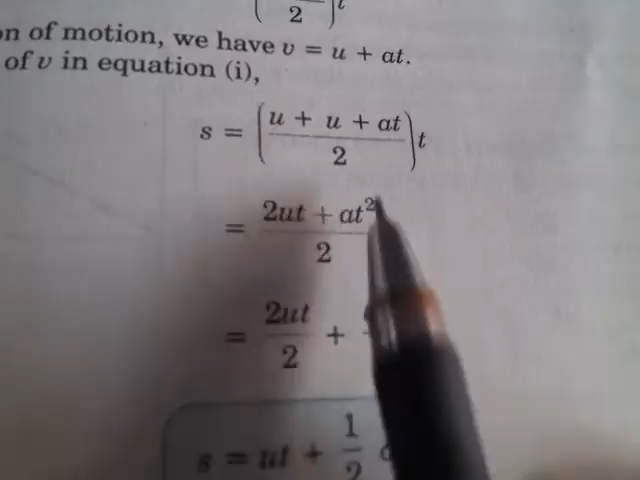 ( 2 )t
on of motion, we have v = u + at.
of v in equation (i),
s = ( u + u + at / 2 ) t
= 2ut + at² / 2
= 2ut / 2 +
s = ut + 1/2